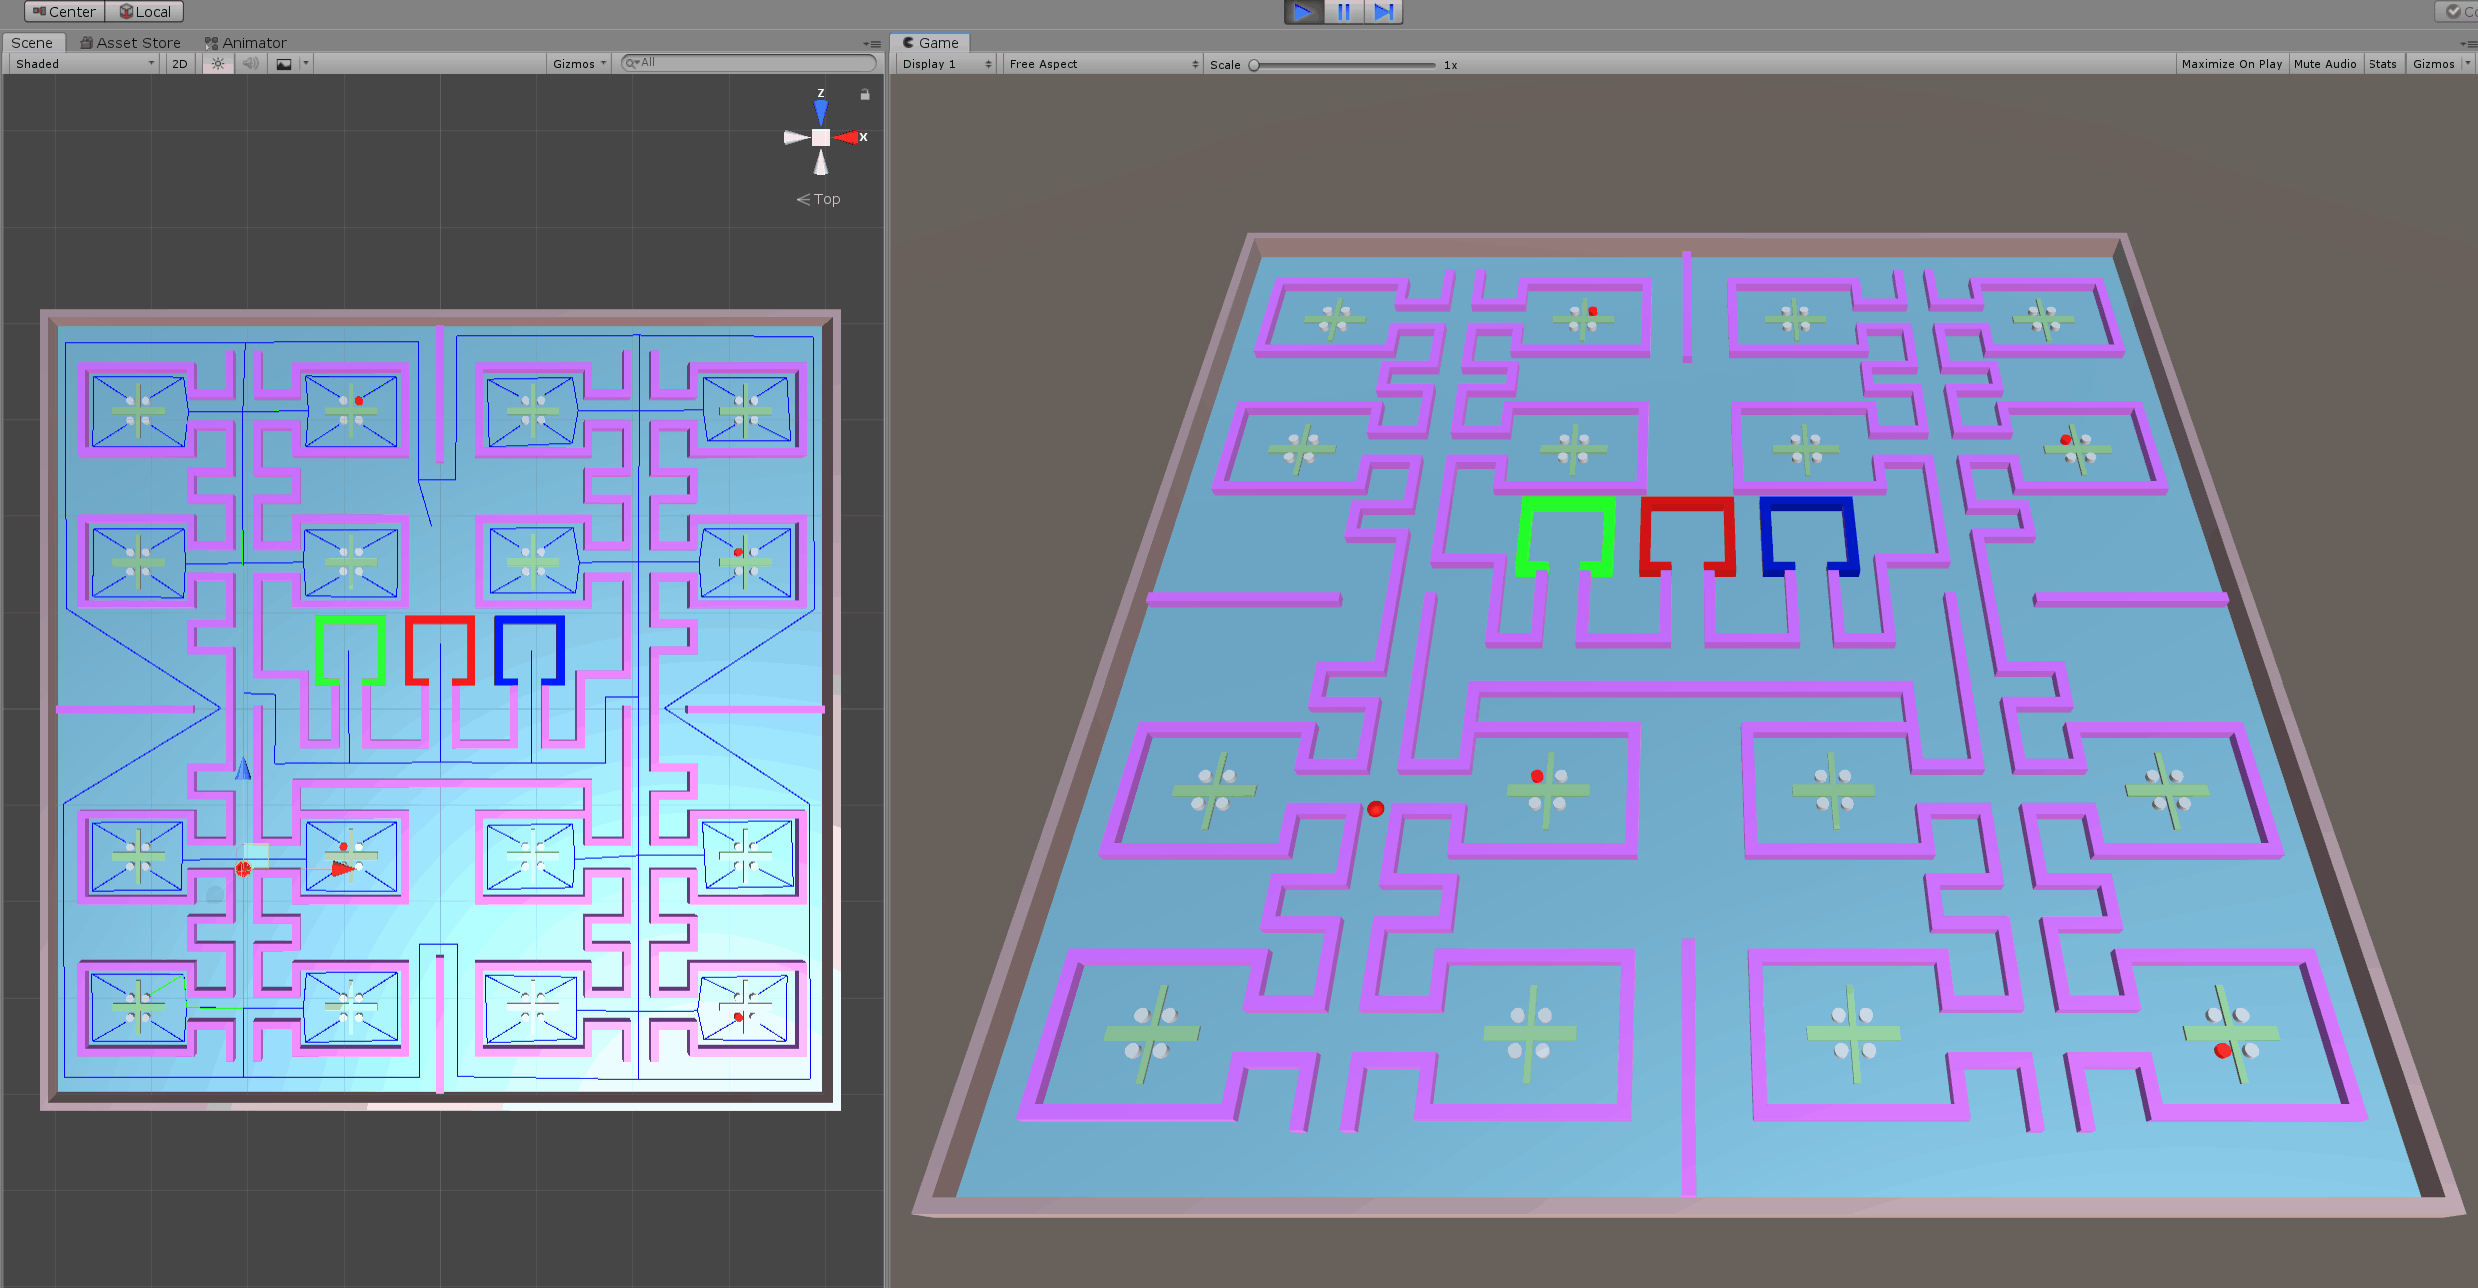 Center Local
Scene Asset Store Animator
Shaded 2D Gizmos All
z
x
Top
Game
Display 1 Free Aspect Scale 1x Maximize On Play Mute Audio Stats Gizmos